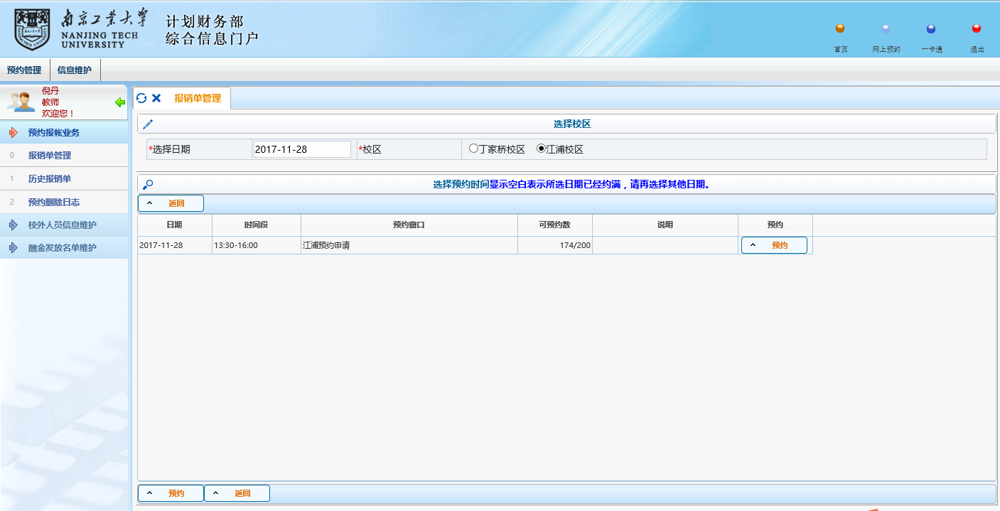 南京工业大学
NANJING TECH
UNIVERSITY
计划财务部
综合信息门户
首页 网上预约 一卡通 退出
预约管理 信息维护
倪丹
教师
欢迎您！
预约报帐业务
0 报销单管理
1 历史报销单
2 预约删除日志
校外人员信息维护
酬金发放名单维护
报销单管理
选择校区
*选择日期 2017-11-28 *校区 丁家桥校区 江浦校区
选择预约时间显示空白表示所选日期已经约满，请再选择其他日期。
返回
日期 时间段 预约窗口 可预约数 说明 预约
2017-11-28 13:30-16:00 江浦预约申请 174/200 预约
预约 返回